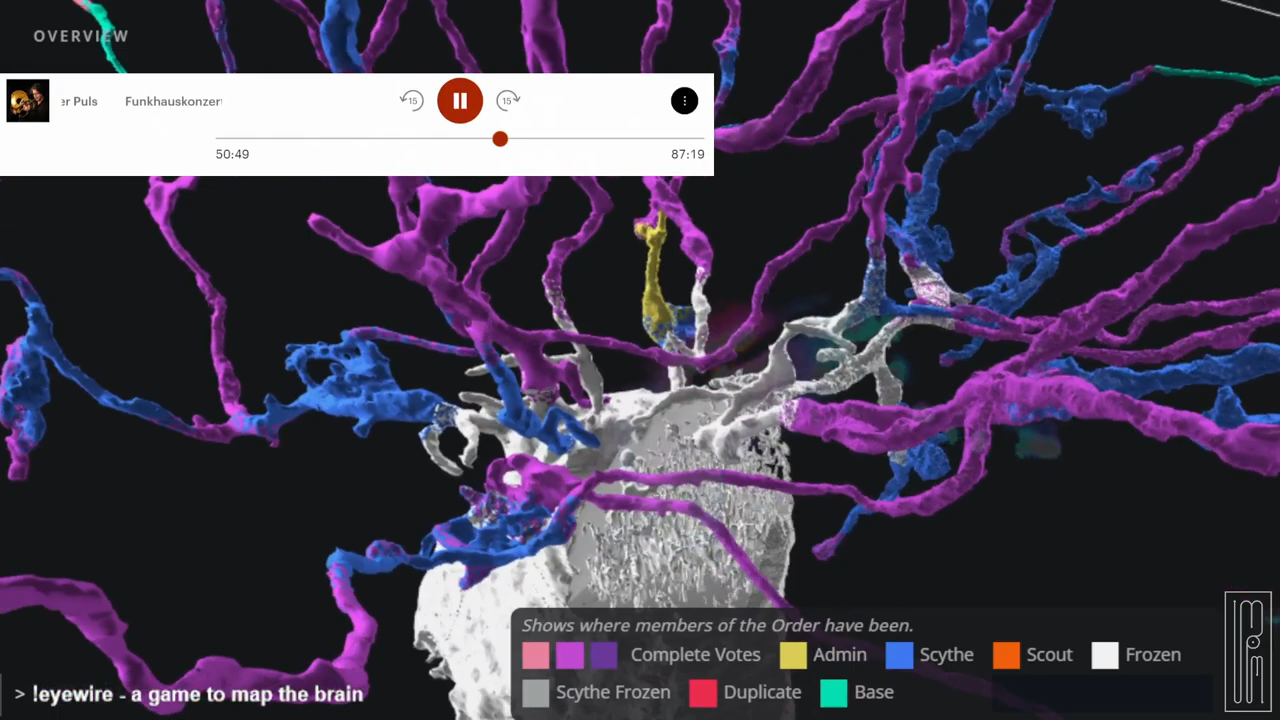 OVERVIEW
er Puls Funkhauskonzer
15 15
50:49 87:19
Shows where members of the Order have been.
Complete Votes Admin Scythe Scout Frozen
Scythe Frozen Duplicate Base
> !eyewire - a game to map the brain